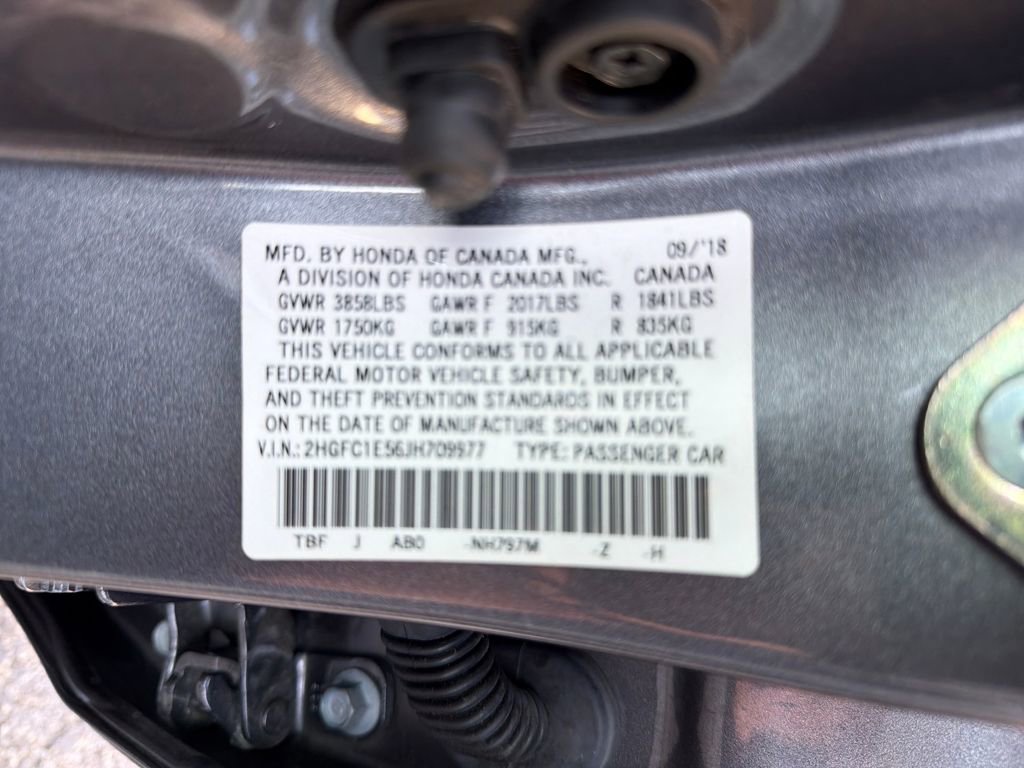 MFD. BY HONDA OF CANADA MFG., 09/'18
A DIVISION OF HONDA CANADA INC. CANADA
GVWR 3858LBS GAWR F 2017LBS R 1841LBS
GVWR 1750KG GAWR F 915KG R 835KG
THIS VEHICLE CONFORMS TO ALL APPLICABLE
FEDERAL MOTOR VEHICLE SAFETY, BUMPER,
AND THEFT PREVENTION STANDARDS IN EFFECT
ON THE DATE OF MANUFACTURE SHOWN ABOVE.
V.I.N.: 2HGFC1E56JH709977 TYPE: PASSENGER CAR
TBF J AB0 -NH797M -Z -H